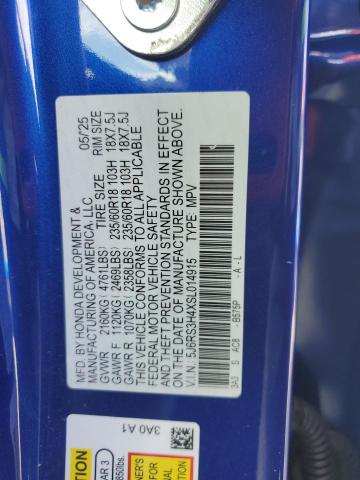 MFD. BY HONDA DEVELOPMENT &
MANUFACTURING OF AMERICA, LLC 05/25
TIRE SIZE RIM SIZE
GVWR 2160KG (4761LBS)
GAWR F 1120KG (2469LBS) 235/60R18 103H 18X7.5J
GAWR R 1070KG (2358LBS) 235/60R18 103H 18X7.5J
THIS VEHICLE CONFORMS TO ALL APPLICABLE
FEDERAL MOTOR VEHICLE SAFETY
AND THEFT PREVENTION STANDARDS IN EFFECT
ON THE DATE OF MANUFACTURE SHOWN ABOVE.
V.I.N: 5J6RS3H4XSL014915 TYPE: MPV
3A3 S AC8 -B575P -A-L
3A0 A1